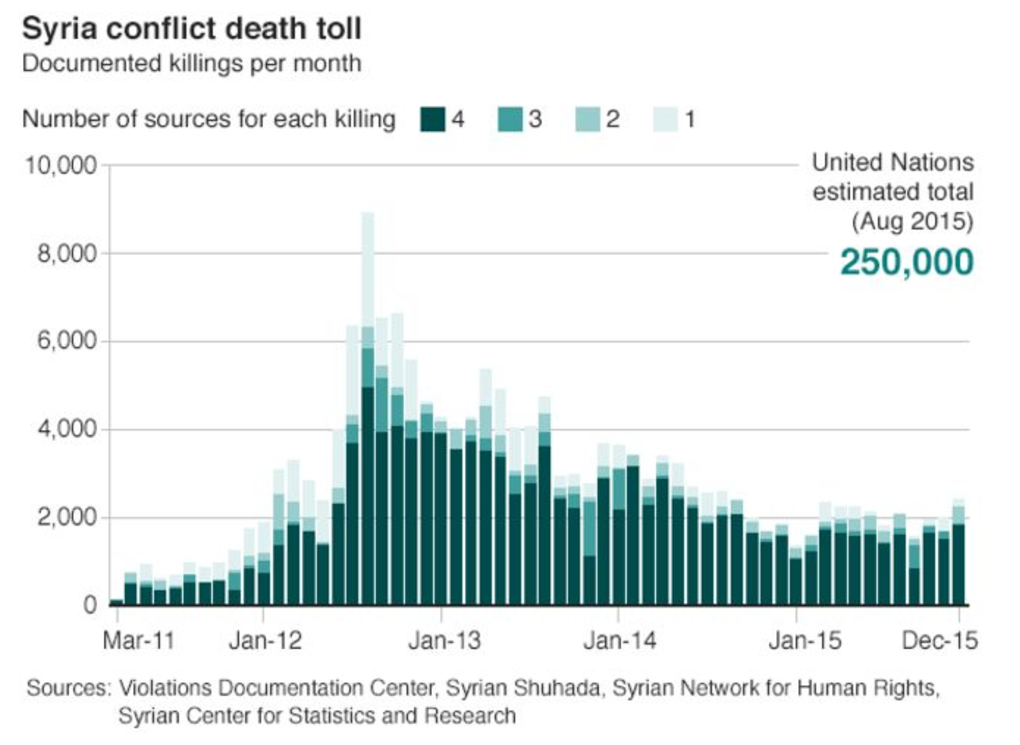 Syria conflict death toll
Documented killings per month
Number of sources for each killing 4 3 2 1
10,000
8,000
6,000
4,000
2,000
0
United Nations
estimated total
(Aug 2015)
250,000
Mar-11 Jan-12 Jan-13 Jan-14 Jan-15 Dec-15
Sources: Violations Documentation Center, Syrian Shuhada, Syrian Network for Human Rights,
Syrian Center for Statistics and Research